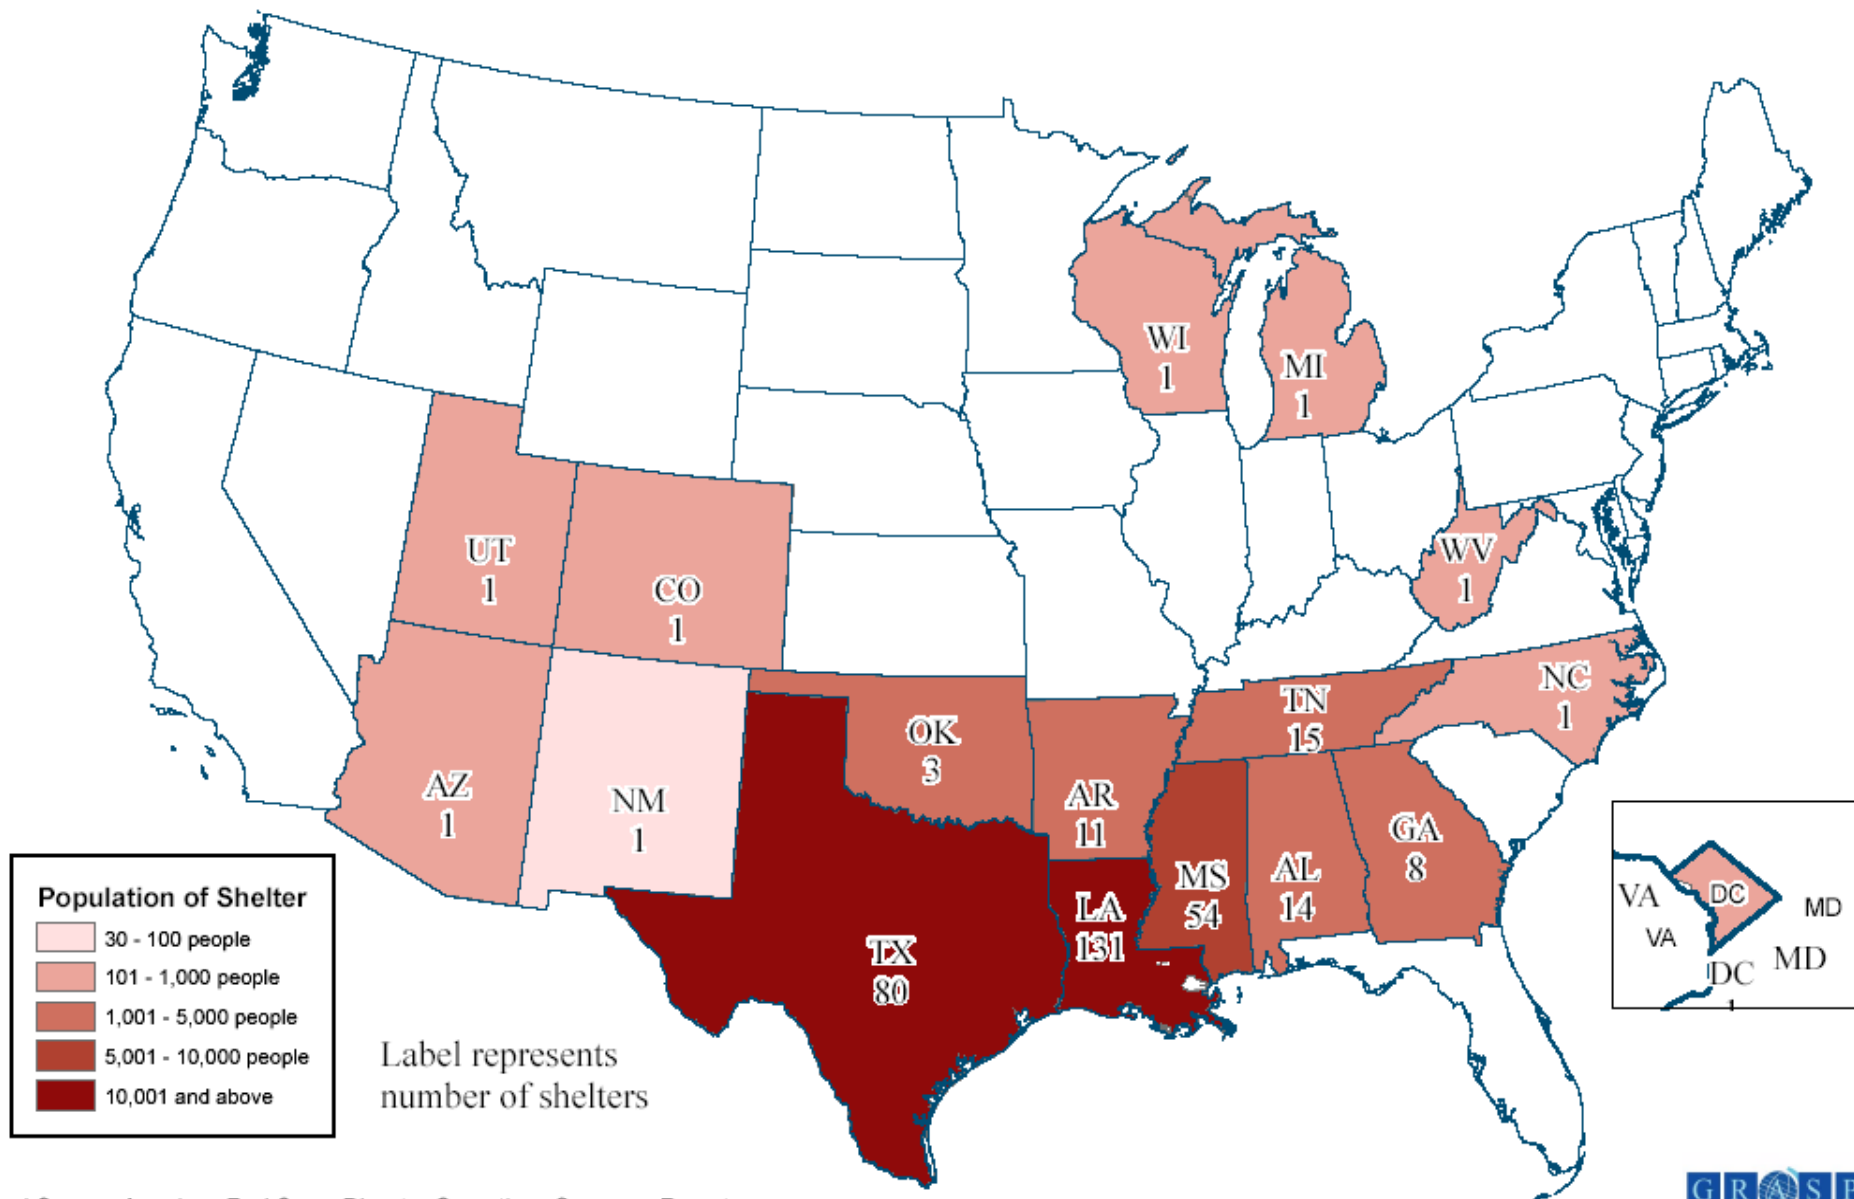 WI
1
MI
1
UT
1
CO
1
WV
1
NC
1
TN
15
OK
3
AR
11
AZ
1
NM
1
GA
8
MS
54
AL
14
LA
131
TX
80
VA
VA
DC
MD
MD
DC
1
Population of Shelter
30 - 100 people
101 - 1,000 people
1,001 - 5,000 people
5,001 - 10,000 people
10,001 and above
Label represents
number of shelters
GRASP